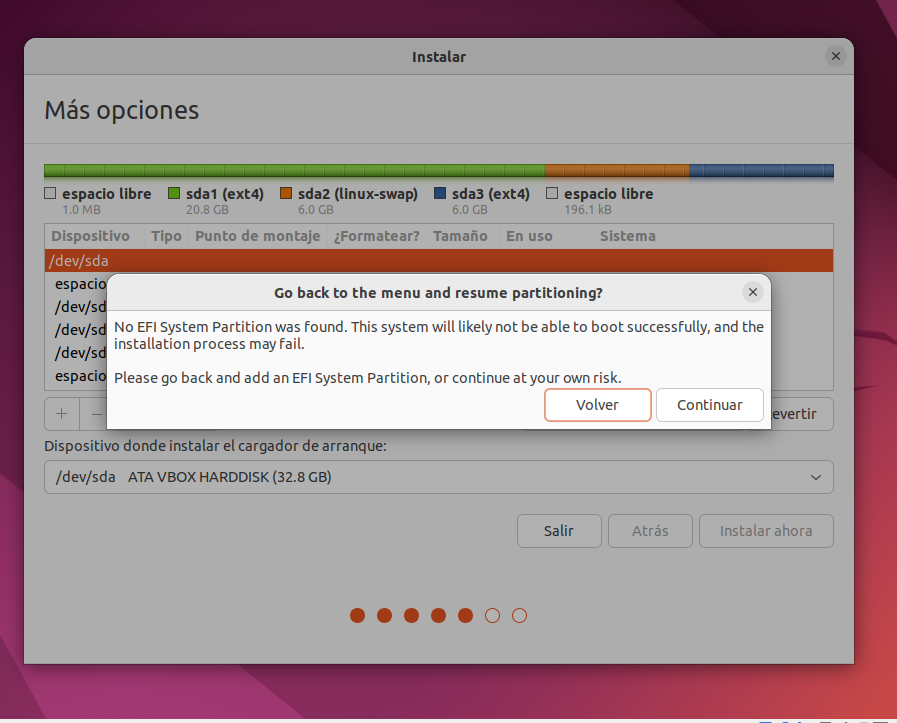 Instalar
Más opciones
espacio libre sda1 (ext4) sda2 (linux-swap) sda3 (ext4) espacio libre
1.0 MB 20.8 GB 6.0 GB 6.0 GB 196.1 kB
Dispositivo Tipo Punto de montaje ¿Formatear? Tamaño En uso Sistema
/dev/sda
espacio
/dev/sd
/dev/sd
/dev/sd
espacio
Go back to the menu and resume partitioning?
No EFI System Partition was found. This system will likely not be able to boot successfully, and the
installation process may fail.
Please go back and add an EFI System Partition, or continue at your own risk.
Volver Continuar
+ − evertir
Dispositivo donde instalar el cargador de arranque:
/dev/sda ATA VBOX HARDDISK (32.8 GB)
Salir Atrás Instalar ahora